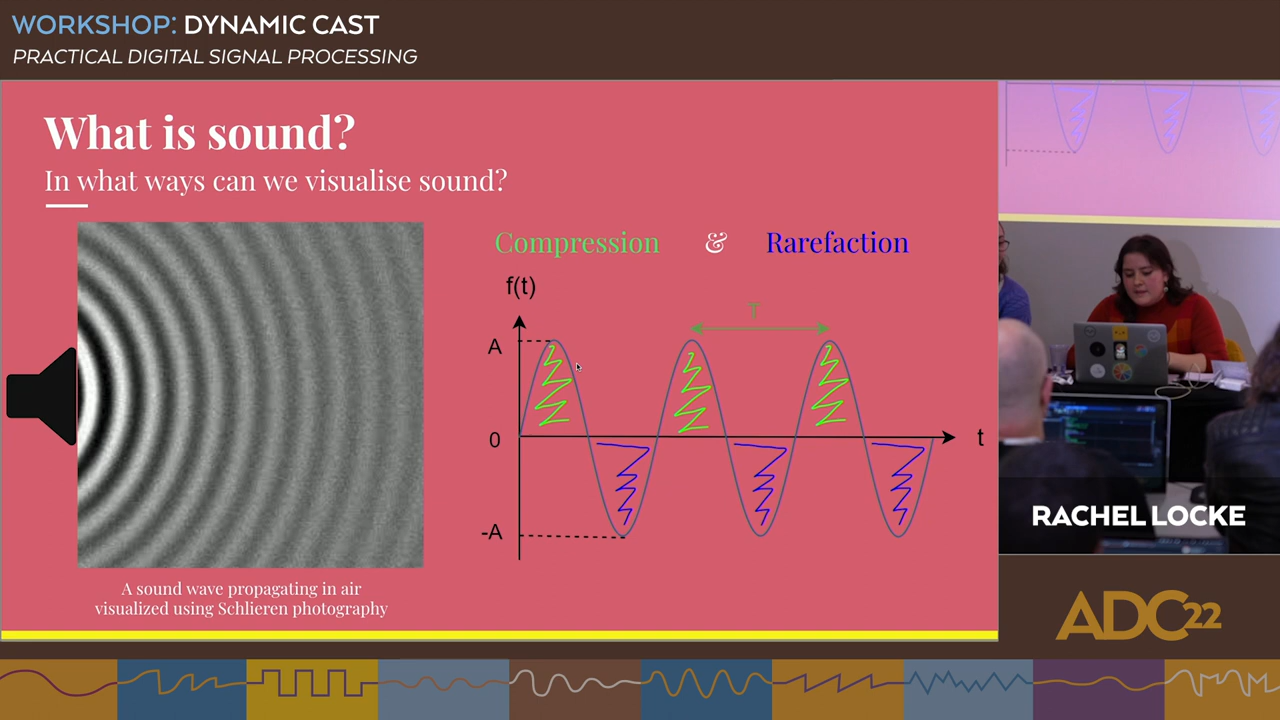 WORKSHOP: DYNAMIC CAST
PRACTICAL DIGITAL SIGNAL PROCESSING
What is sound?
In what ways can we visualise sound?
Compression & Rarefaction
f(t)
T
A
0
t
-A
A sound wave propagating in air
visualized using Schlieren photography
RACHEL LOCKE
ADC22